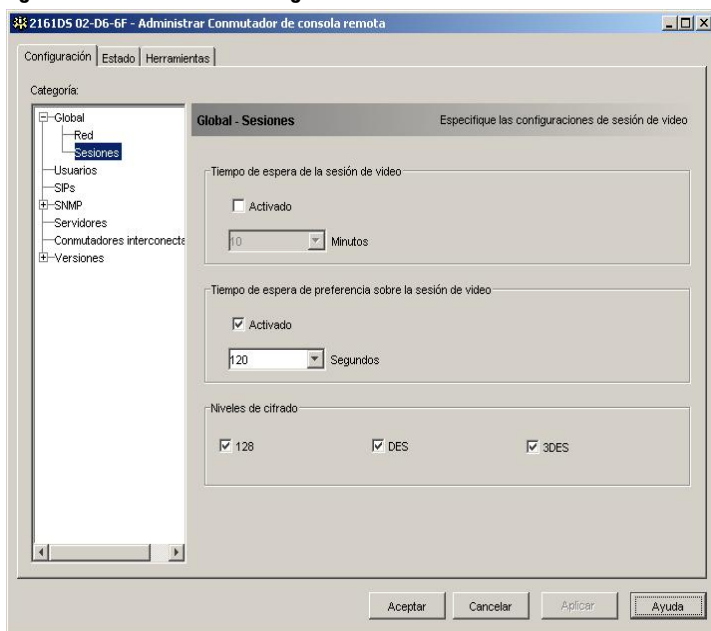 2161DS 02-D6-6F - Administrar Conmutador de consola remota
Configuración Estado Herramientas
Categoría:
Global
Red
Sesiones
Usuarios
SIPs
SNMP
Servidores
Conmutadores interconecta
Versiones
Global - Sesiones Especifique las configuraciones de sesión de video
Tiempo de espera de la sesión de video
Activado
10 Minutos
Tiempo de espera de preferencia sobre la sesión de video
Activado
120 Segundos
Niveles de cifrado
128 DES 3DES
Aceptar Cancelar Aplicar Ayuda